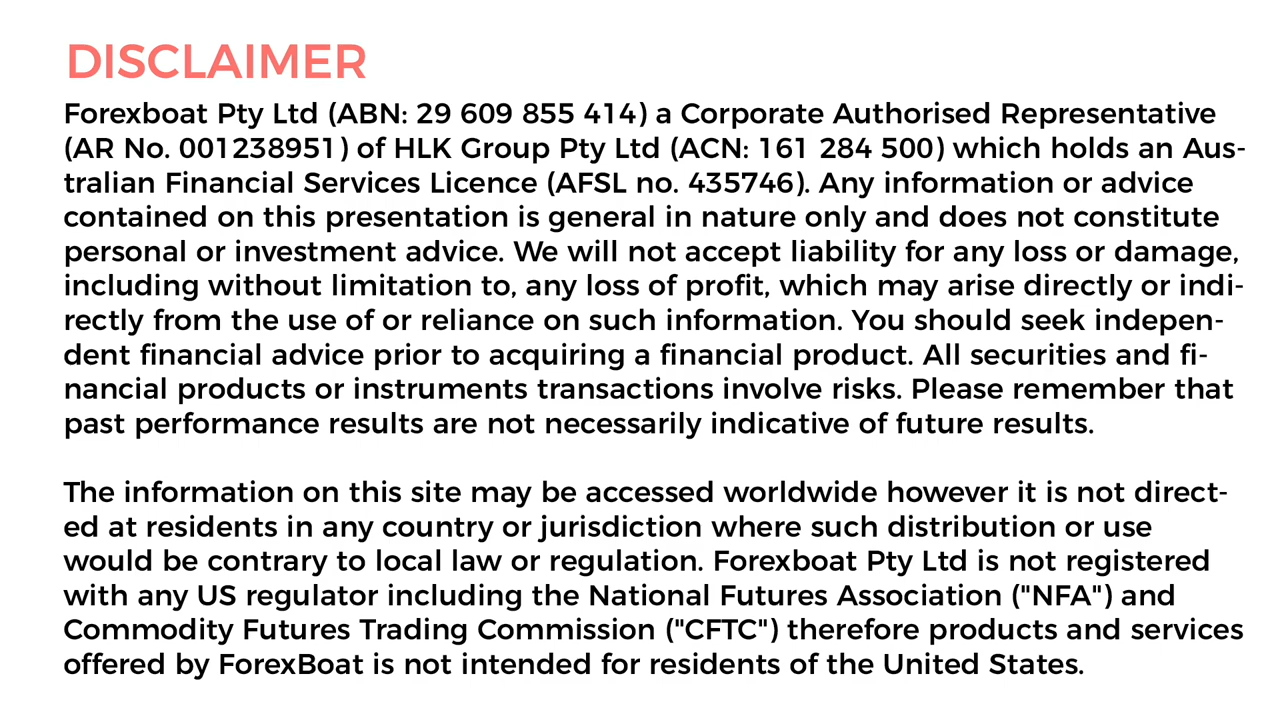 DISCLAIMER
Forexboat Pty Ltd (ABN: 29 609 855 414) a Corporate Authorised Representative
(AR No. 001238951) of HLK Group Pty Ltd (ACN: 161 284 500) which holds an Aus-
tralian Financial Services Licence (AFSL no. 435746). Any information or advice
contained on this presentation is general in nature only and does not constitute
personal or investment advice. We will not accept liability for any loss or damage,
including without limitation to, any loss of profit, which may arise directly or indi-
rectly from the use of or reliance on such information. You should seek indepen-
dent financial advice prior to acquiring a financial product. All securities and fi-
nancial products or instruments transactions involve risks. Please remember that
past performance results are not necessarily indicative of future results.
The information on this site may be accessed worldwide however it is not direct-
ed at residents in any country or jurisdiction where such distribution or use
would be contrary to local law or regulation. Forexboat Pty Ltd is not registered
with any US regulator including the National Futures Association ("NFA") and
Commodity Futures Trading Commission ("CFTC") therefore products and services
offered by ForexBoat is not intended for residents of the United States.